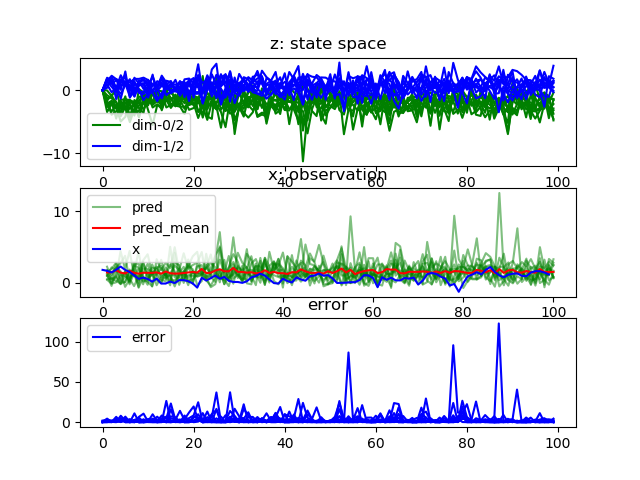 z: state space
0
−10
dim-0/2
dim-1/2
0 20 40 60 80 100
x: observation
10
0
pred
pred_mean
x
0 20 40 60 80 100
error
100
50
0
error
0 20 40 60 80 100